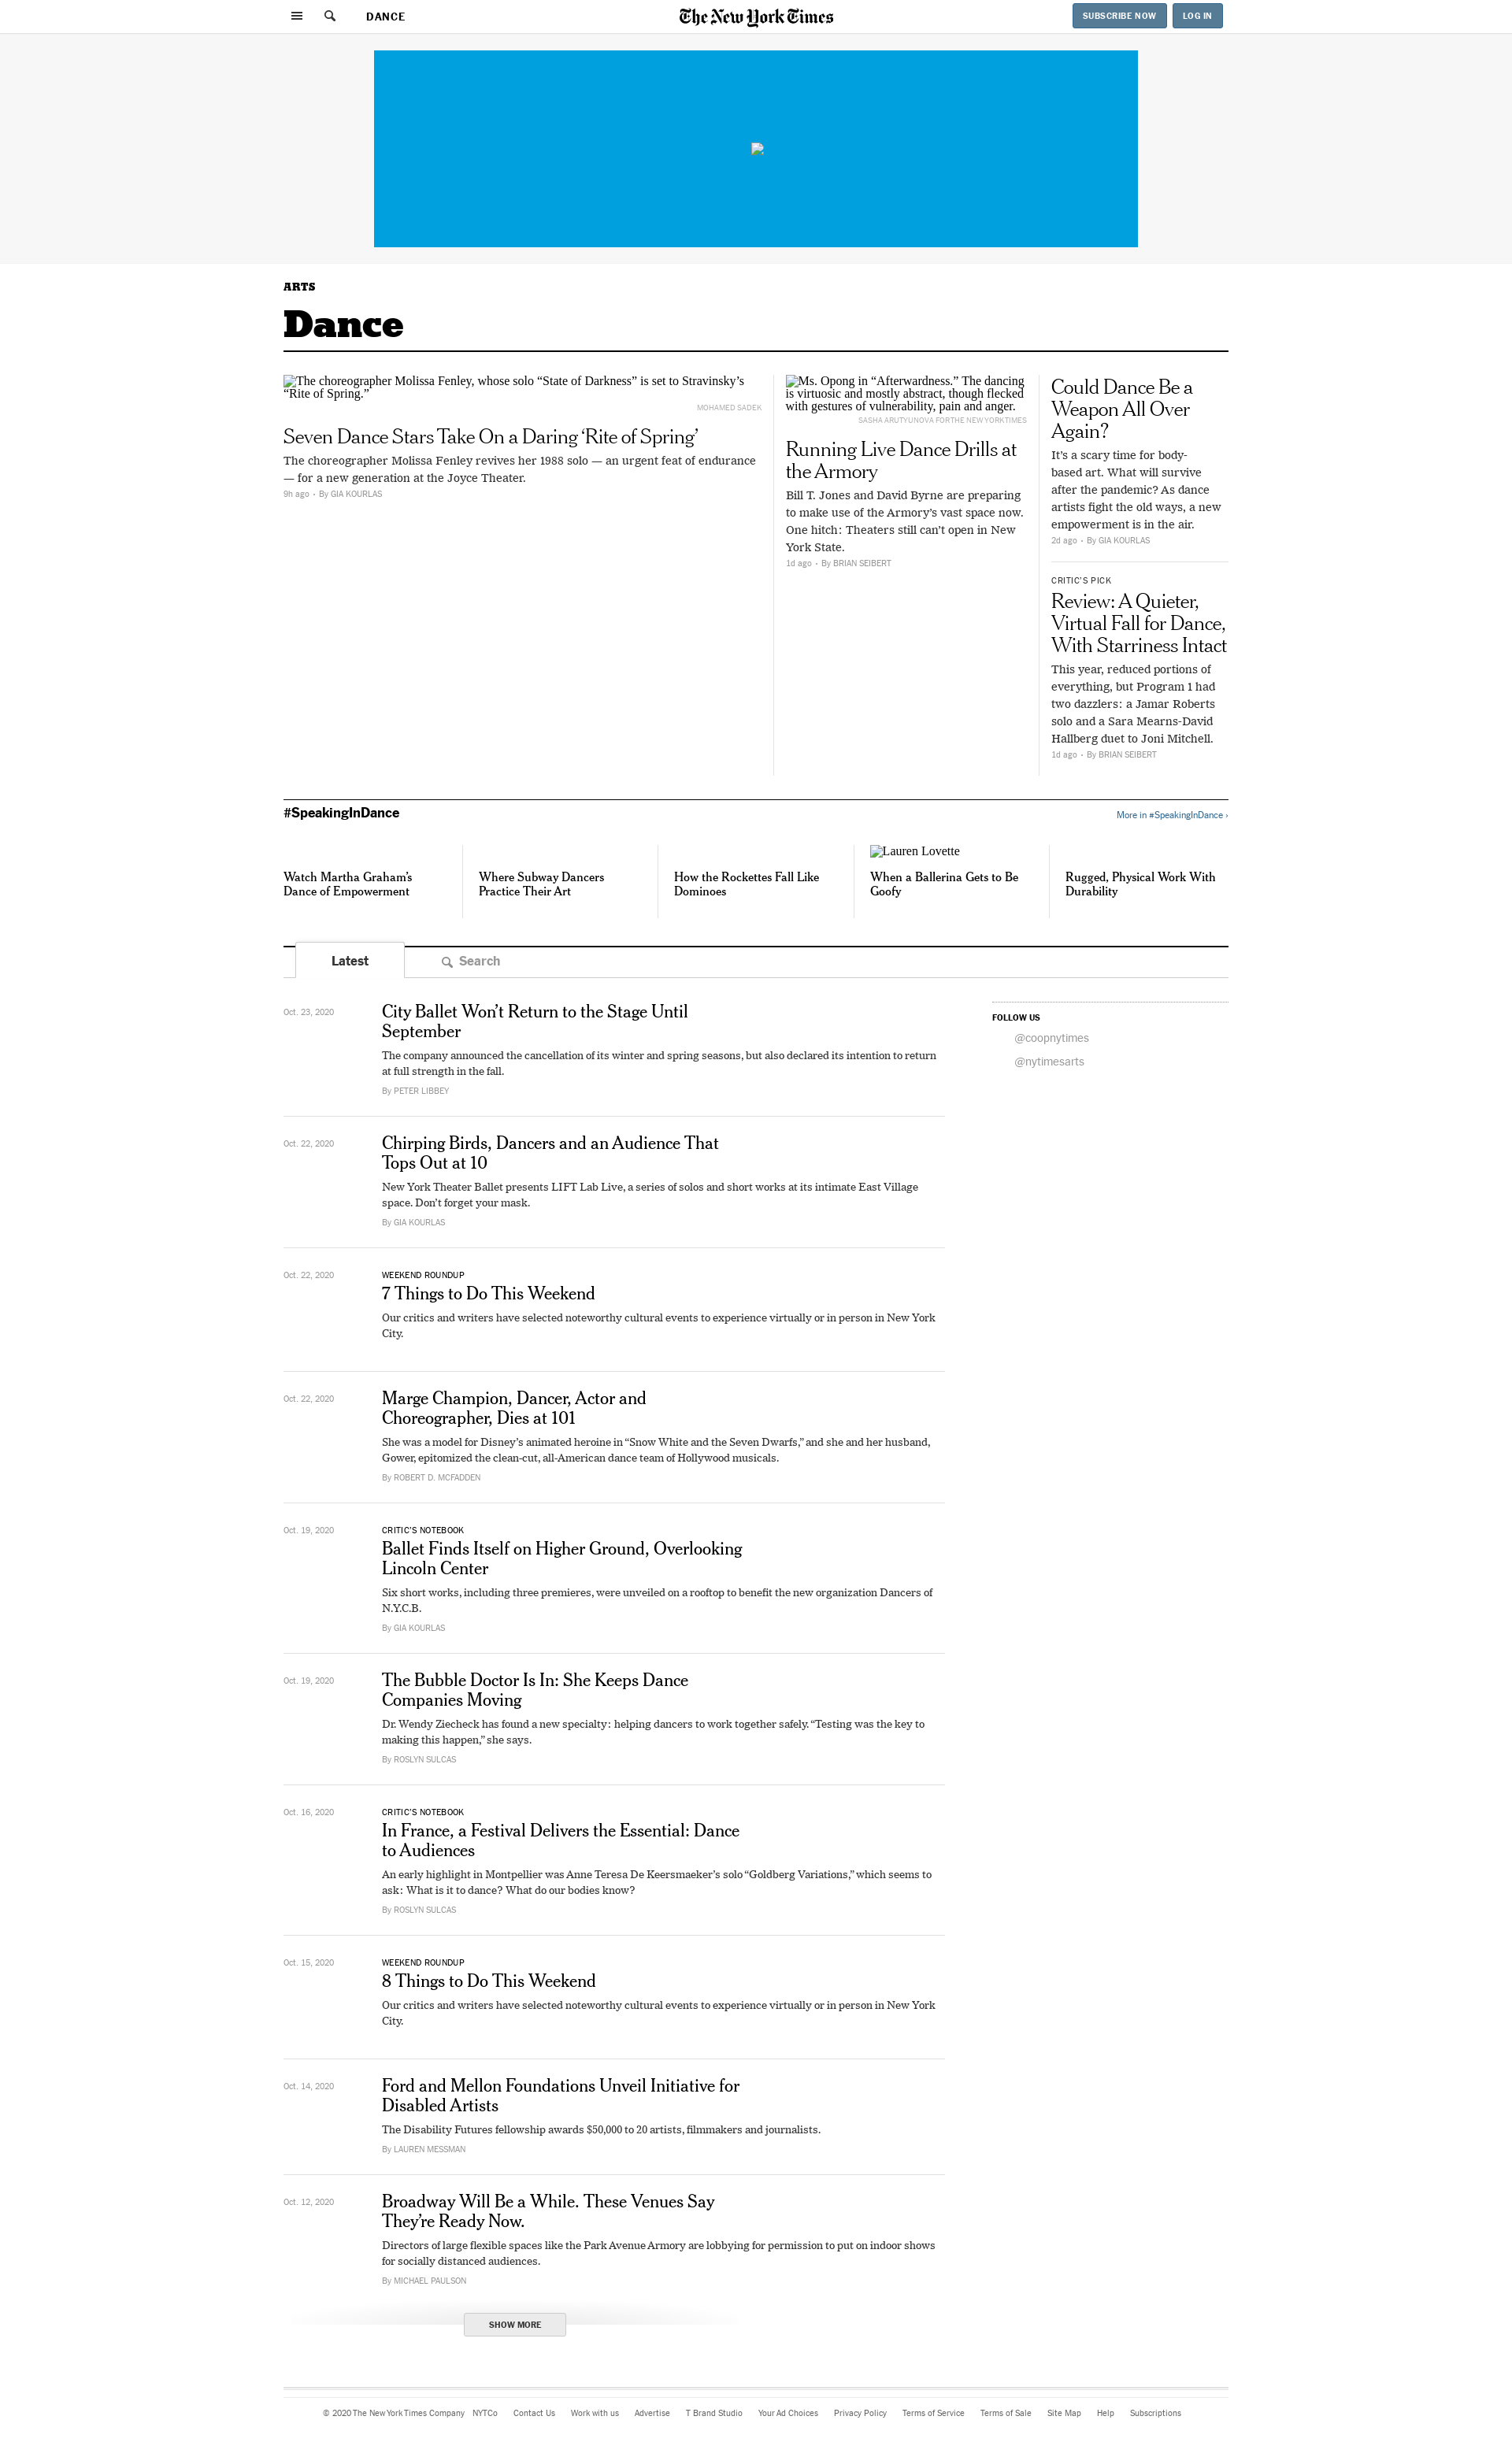 DANCE
The New York Times
SUBSCRIBE NOW
LOG IN
ARTS
Dance
The choreographer Molissa Fenley, whose solo “State of Darkness” is set to Stravinsky’s
“Rite of Spring.”
MOHAMED SADEK
Seven Dance Stars Take On a Daring ‘Rite of Spring’
The choreographer Molissa Fenley revives her 1988 solo — an urgent feat of endurance
— for a new generation at the Joyce Theater.
9h ago • By GIA KOURLAS
Ms. Opong in “Afterwardness.” The dancing
is virtuosic and mostly abstract, though flecked
with gestures of vulnerability, pain and anger.
SASHA ARUTYUNOVA FOR THE NEW YORK TIMES
Running Live Dance Drills at
the Armory
Bill T. Jones and David Byrne are preparing
to make use of the Armory’s vast space now.
One hitch: Theaters still can’t open in New
York State.
1d ago • By BRIAN SEIBERT
Could Dance Be a
Weapon All Over
Again?
It’s a scary time for body-
based art. What will survive
after the pandemic? As dance
artists fight the old ways, a new
empowerment is in the air.
2d ago • By GIA KOURLAS
CRITIC’S PICK
Review: A Quieter,
Virtual Fall for Dance,
With Starriness Intact
This year, reduced portions of
everything, but Program 1 had
two dazzlers: a Jamar Roberts
solo and a Sara Mearns-David
Hallberg duet to Joni Mitchell.
1d ago • By BRIAN SEIBERT
#SpeakingInDance
More in #SpeakingInDance ›
Watch Martha Graham’s
Dance of Empowerment
Where Subway Dancers
Practice Their Art
How the Rockettes Fall Like
Dominoes
Lauren Lovette
When a Ballerina Gets to Be
Goofy
Rugged, Physical Work With
Durability
Latest
Search
Oct. 23, 2020
City Ballet Won’t Return to the Stage Until
September
The company announced the cancellation of its winter and spring seasons, but also declared its intention to return
at full strength in the fall.
By PETER LIBBEY
FOLLOW US
@coopnytimes
@nytimesarts
Oct. 22, 2020
Chirping Birds, Dancers and an Audience That
Tops Out at 10
New York Theater Ballet presents LIFT Lab Live, a series of solos and short works at its intimate East Village
space. Don’t forget your mask.
By GIA KOURLAS
Oct. 22, 2020
WEEKEND ROUNDUP
7 Things to Do This Weekend
Our critics and writers have selected noteworthy cultural events to experience virtually or in person in New York
City.
Oct. 22, 2020
Marge Champion, Dancer, Actor and
Choreographer, Dies at 101
She was a model for Disney’s animated heroine in “Snow White and the Seven Dwarfs,” and she and her husband,
Gower, epitomized the clean-cut, all-American dance team of Hollywood musicals.
By ROBERT D. MCFADDEN
Oct. 19, 2020
CRITIC’S NOTEBOOK
Ballet Finds Itself on Higher Ground, Overlooking
Lincoln Center
Six short works, including three premieres, were unveiled on a rooftop to benefit the new organization Dancers of
N.Y.C.B.
By GIA KOURLAS
Oct. 19, 2020
The Bubble Doctor Is In: She Keeps Dance
Companies Moving
Dr. Wendy Ziecheck has found a new specialty: helping dancers to work together safely. “Testing was the key to
making this happen,” she says.
By ROSLYN SULCAS
Oct. 16, 2020
CRITIC’S NOTEBOOK
In France, a Festival Delivers the Essential: Dance
to Audiences
An early highlight in Montpellier was Anne Teresa De Keersmaeker’s solo “Goldberg Variations,” which seems to
ask: What is it to dance? What do our bodies know?
By ROSLYN SULCAS
Oct. 15, 2020
WEEKEND ROUNDUP
8 Things to Do This Weekend
Our critics and writers have selected noteworthy cultural events to experience virtually or in person in New York
City.
Oct. 14, 2020
Ford and Mellon Foundations Unveil Initiative for
Disabled Artists
The Disability Futures fellowship awards $50,000 to 20 artists, filmmakers and journalists.
By LAUREN MESSMAN
Oct. 12, 2020
Broadway Will Be a While. These Venues Say
They’re Ready Now.
Directors of large flexible spaces like the Park Avenue Armory are lobbying for permission to put on indoor shows
for socially distanced audiences.
By MICHAEL PAULSON
SHOW MORE
© 2020 The New York Times Company NYTCo Contact Us Work with us Advertise T Brand Studio Your Ad Choices Privacy Policy Terms of Service Terms of Sale Site Map Help Subscriptions